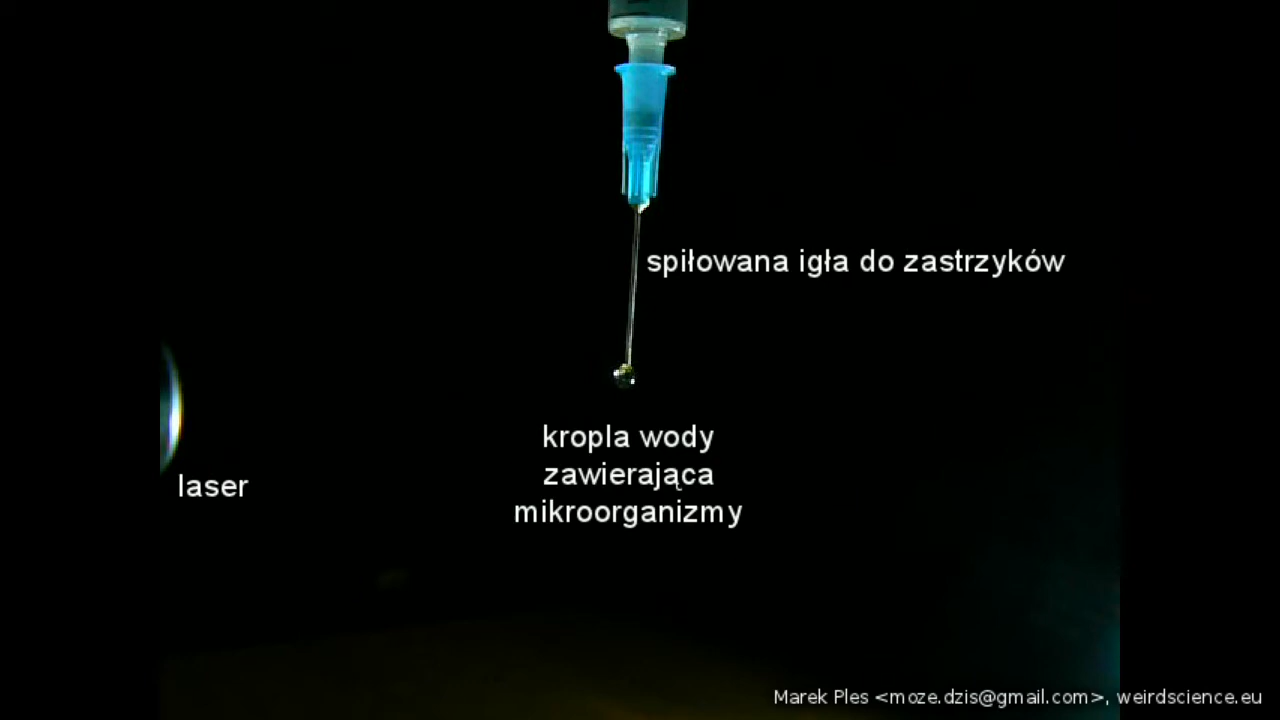 spiłowana igła do zastrzyków
kropla wody
zawierająca
mikroorganizmy
laser
Marek Ples <moze.dzis@gmail.com>, weirdscience.eu